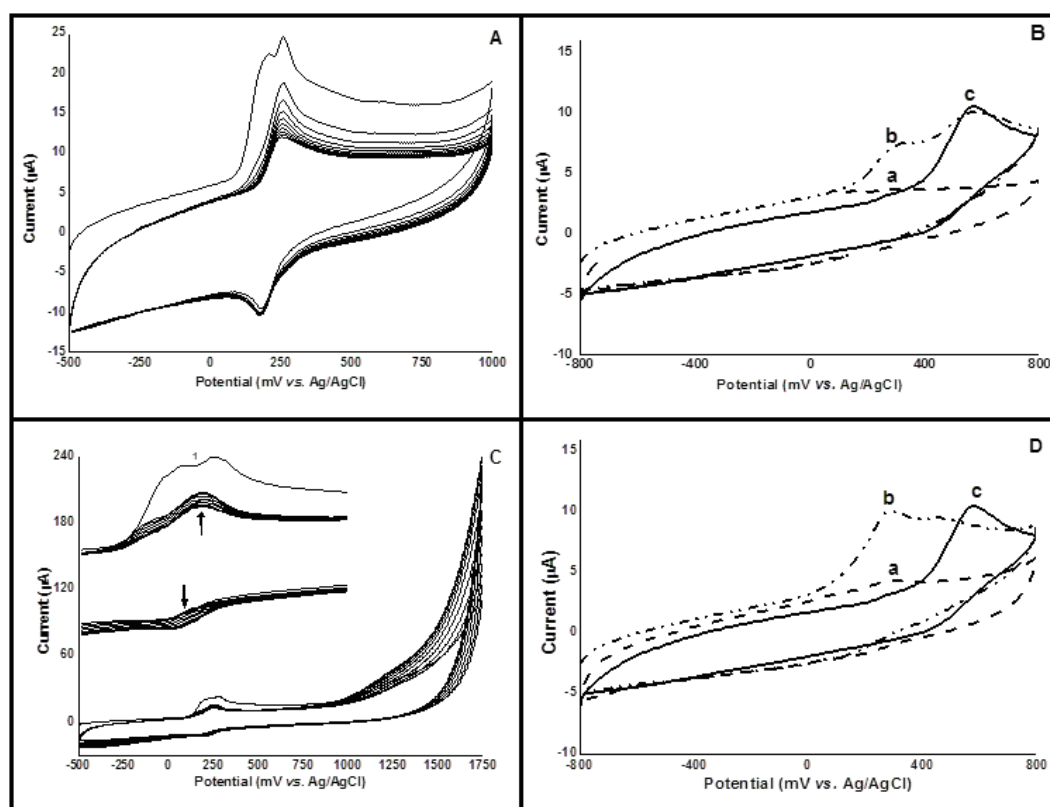 A
25
20
15
10
5
0
-5
-10
-15
Current (µA)
-500 -250 0 250 500 750 1000
Potential (mV vs. Ag/AgCl)
B
15
10
5
0
-5
-10
Current (µA)
a
b
c
-800 -400 0 400 800
Potential (mV vs. Ag/AgCl)
C
240
180
120
60
0
Current (µA)
1
-500 -250 0 250 500 750 1000 1250 1500 1750
Potential (mV vs. Ag/AgCl)
D
15
10
5
0
-5
-10
Current (µA)
a
b
c
-800 -400 0 400 800
Potential (mV vs. Ag/AgCl)